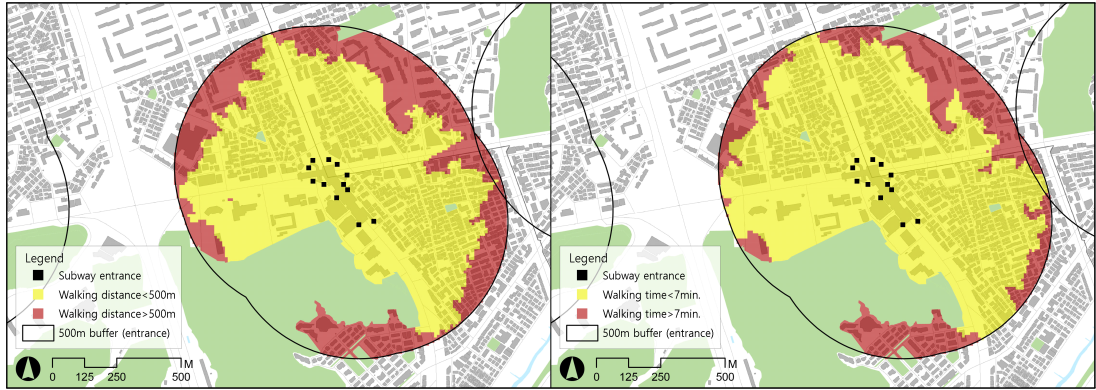 Legend
Subway entrance
Walking distance<500m
Walking distance>500m
500m buffer (entrance)
M
0 125 250 500
Legend
Subway entrance
Walking time<7min.
Walking time>7min.
500m buffer (entrance)
M
0 125 250 500